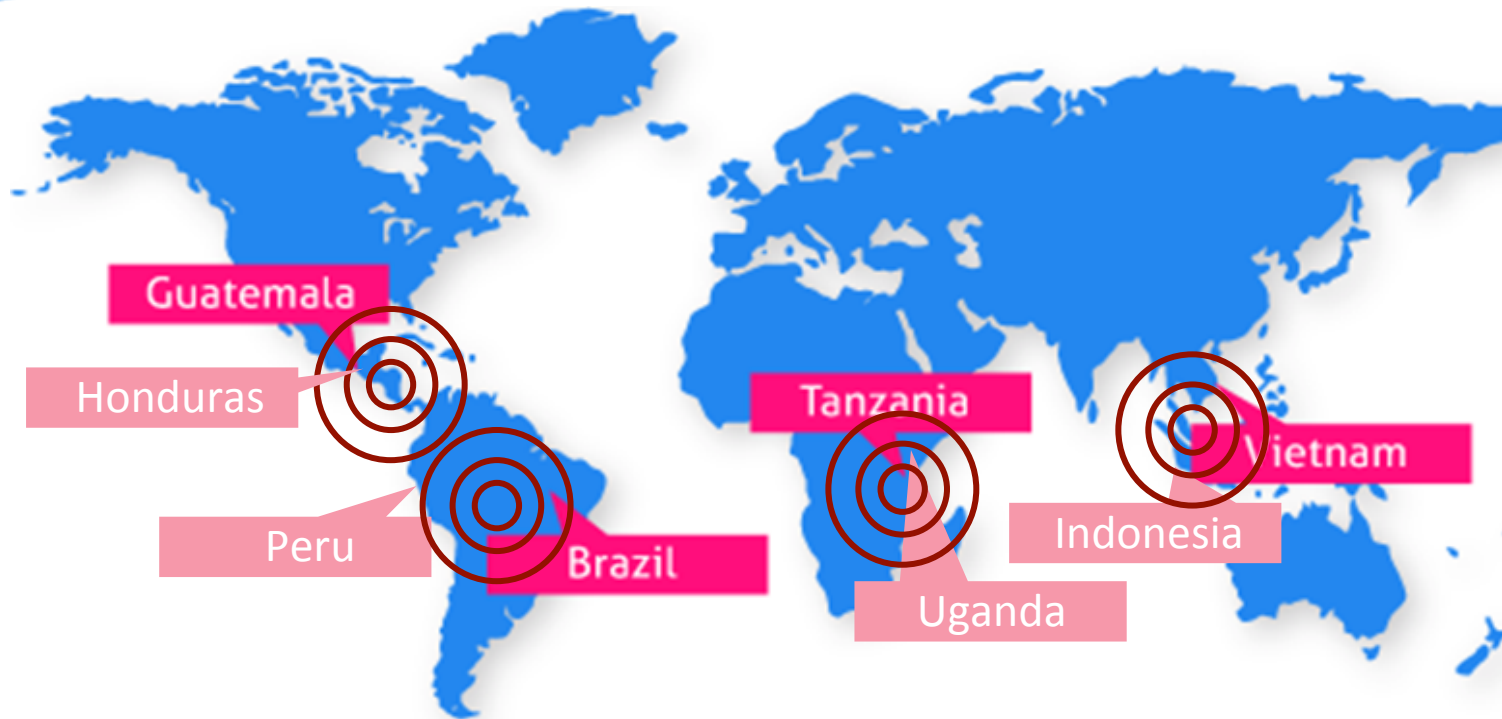 Guatemala
Honduras
Tanzania
Vietnam
Peru
Brazil
Indonesia
Uganda